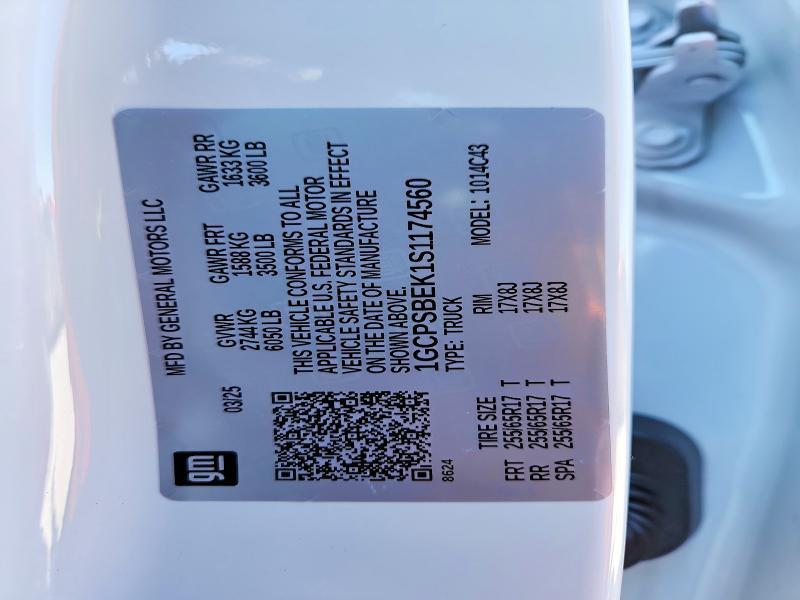 gm
MFD BY GENERAL MOTORS LLC
03/25
GVWR GAWR FRT GAWR RR
2744 KG 1588 KG 1633 KG
6050 LB 3500 LB 3600 LB
THIS VEHICLE CONFORMS TO ALL
APPLICABLE U.S. FEDERAL MOTOR
VEHICLE SAFETY STANDARDS IN EFFECT
ON THE DATE OF MANUFACTURE
SHOWN ABOVE.
1GCPSBEK1S1174560
TYPE: TRUCK MODEL: 1014C43
8624
TIRE SIZE RIM
FRT 255/65R17 T 17X8J
RR 255/65R17 T 17X8J
SPA 255/65R17 T 17X8J